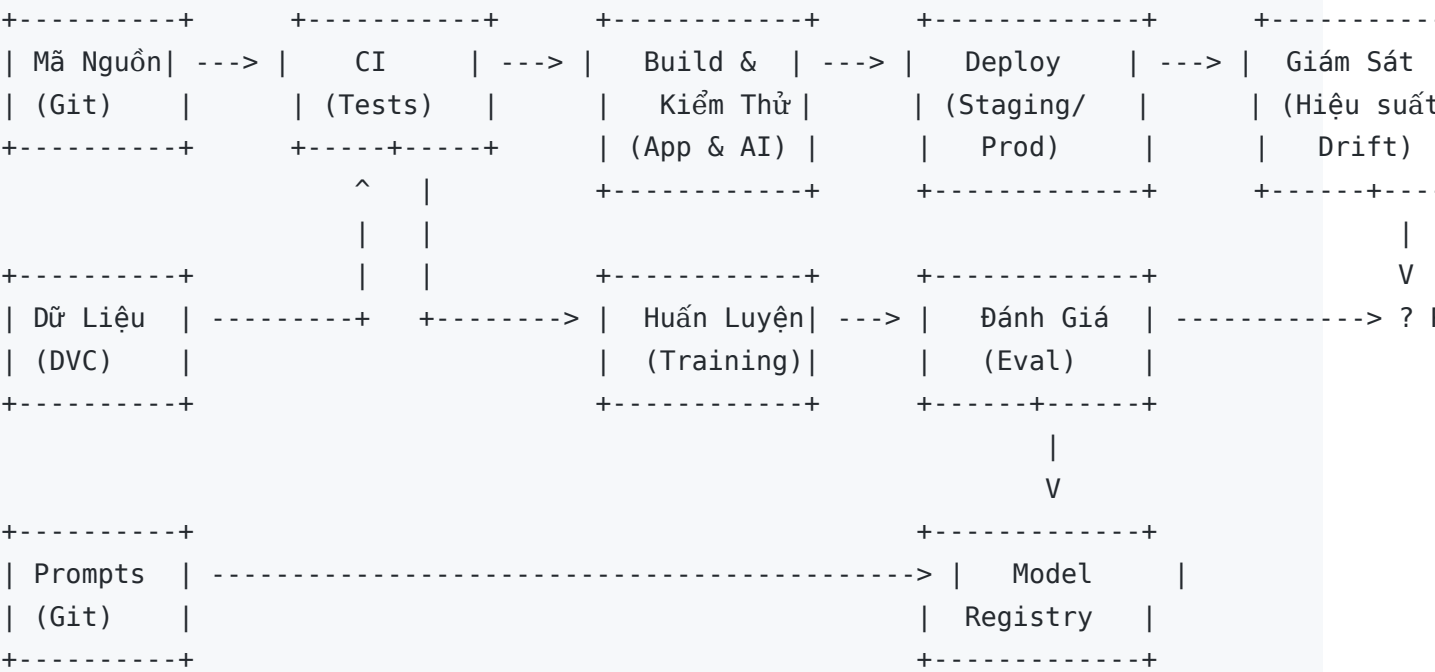 +----------+ +-----------+ +------------+ +-------------+ +----------
| Mã Nguồn| ---> | CI | ---> | Build & | ---> | Deploy | ---> | Giám Sát
| (Git) | | (Tests) | | Kiểm Thử | | (Staging/ | | (Hiệu suất
+----------+ +-----+-----+ | (App & AI) | | Prod) | | Drift)
^ | +------------+ +-------------+ +------+---
| | |
+----------+ | | +------------+ +-------------+ V
| Dữ Liệu | ---------+ +--------> | Huấn Luyện| ---> | Đánh Giá | ------------> ?
| (DVC) | | (Training)| | (Eval) |
+----------+ +------------+ +------+------+
|
V
+----------+ +-------------+
| Prompts | --------------------------------------------> | Model |
| (Git) | | Registry |
+----------+ +-------------+